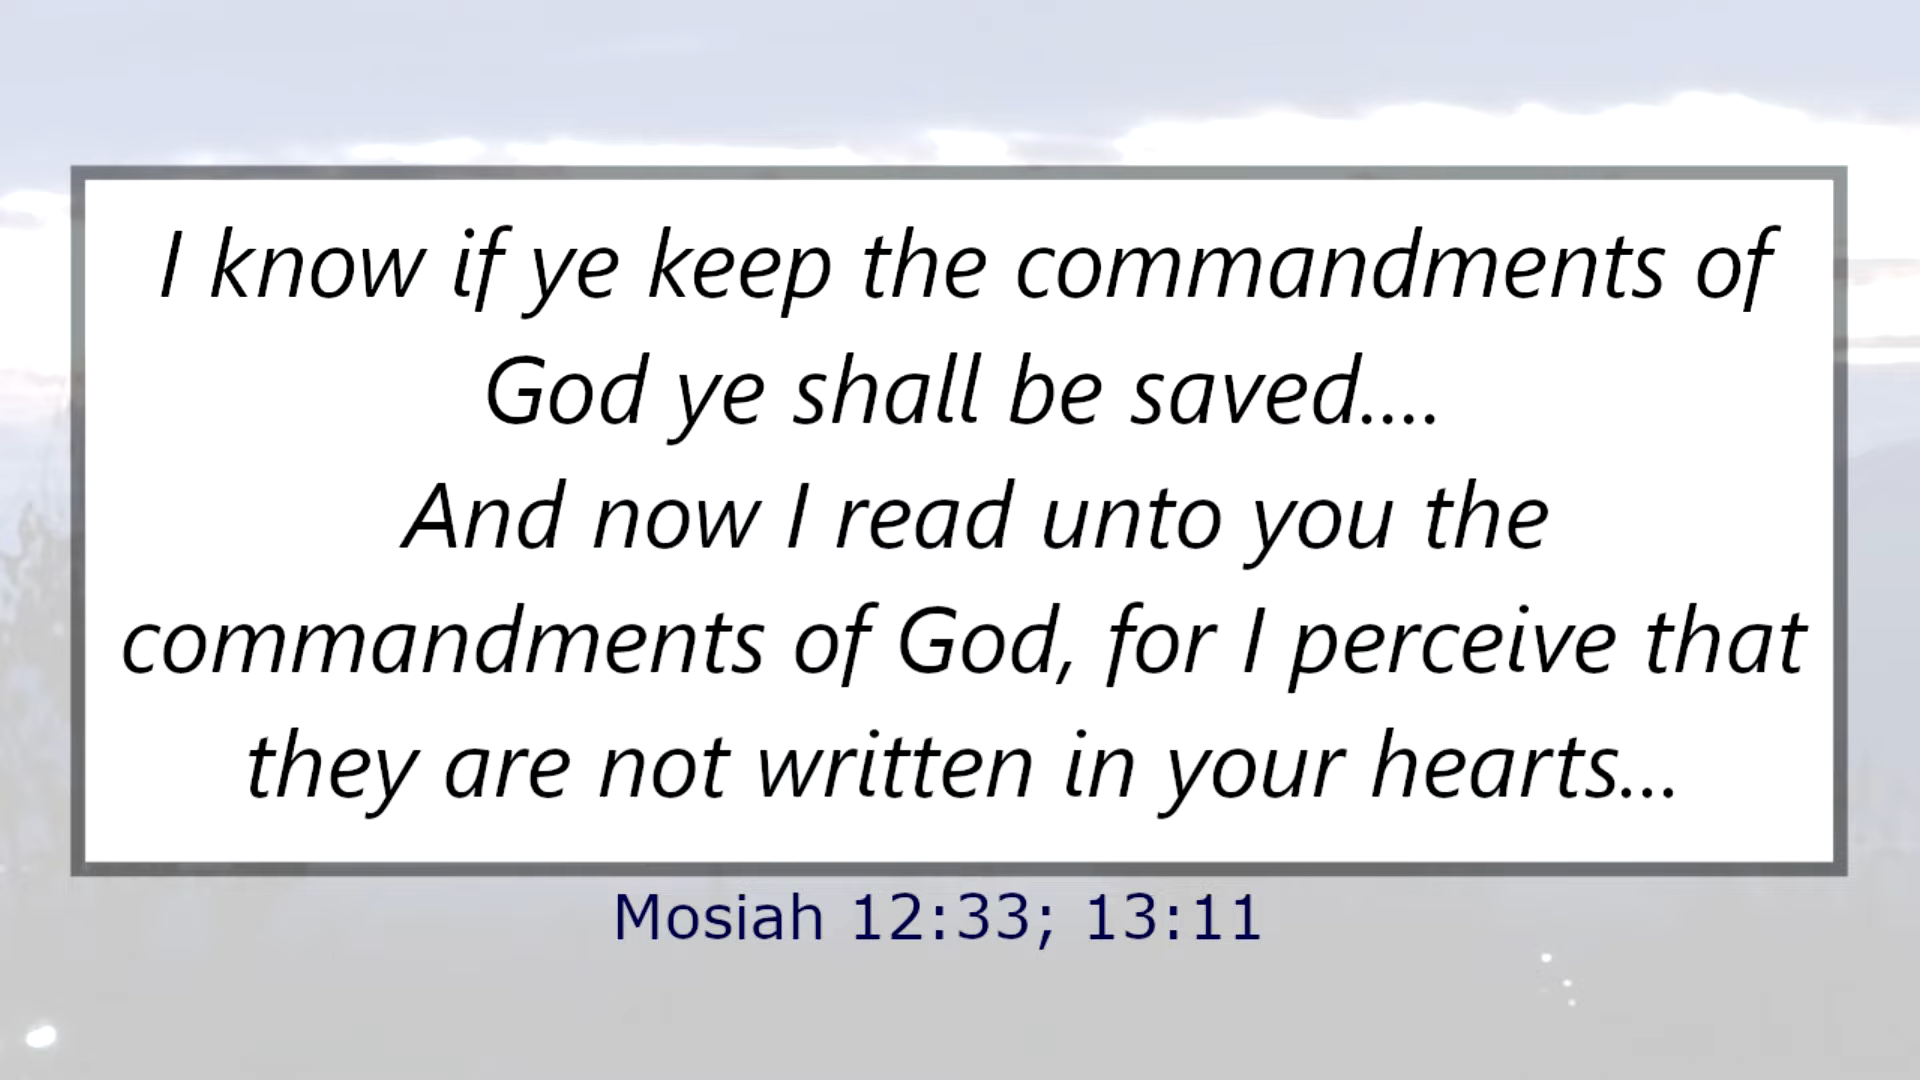 I know if ye keep the commandments of
God ye shall be saved....
And now I read unto you the
commandments of God, for I perceive that
they are not written in your hearts...
Mosiah 12:33; 13:11